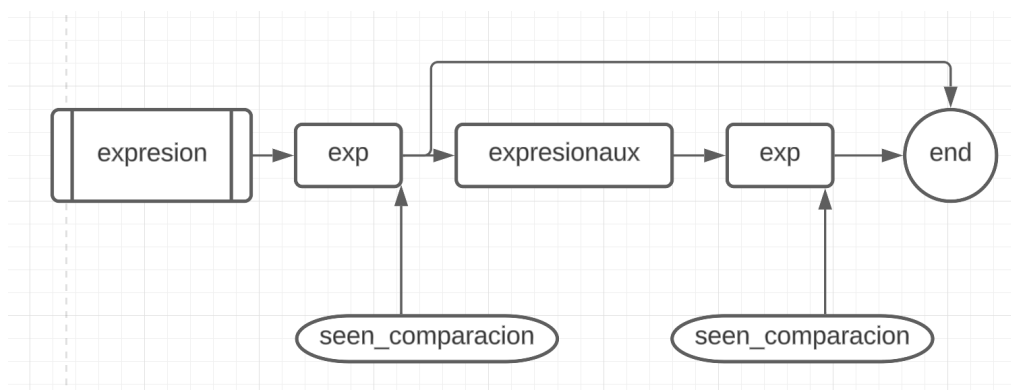 expresion
exp
expresionaux
exp
end
seen_comparacion
seen_comparacion